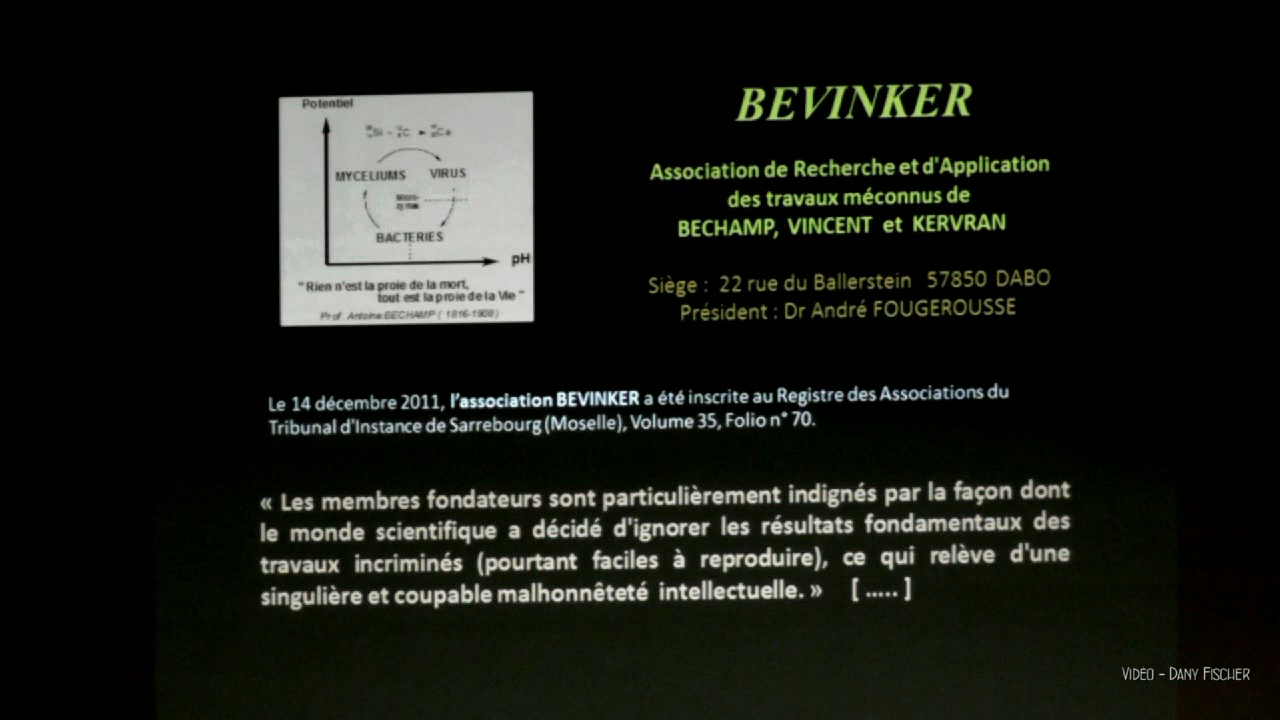 Potentiel
MYCELIUMS VIRUS
BACTERIES
pH
"Rien n'est la proie de la mort,
tout est la proie de la Vie"
Prof. Antoine BECHAMP ( 1816-1908)
BEVINKER
Association de Recherche et d'Application
des travaux méconnus de
BECHAMP, VINCENT et KERVRAN
Siège : 22 rue du Ballerstein 57850 DABO
Président : Dr André FOUGEROUSSE
Le 14 décembre 2011, l'association BEVINKER a été inscrite au Registre des Associations du
Tribunal d'Instance de Sarrebourg (Moselle), Volume 35, Folio n° 70.
« Les membres fondateurs sont particulièrement indignés par la façon dont
le monde scientifique a décidé d'ignorer les résultats fondamentaux des
travaux incriminés (pourtant faciles à reproduire), ce qui relève d'une
singulière et coupable malhonnêteté intellectuelle. » [ ..... ]
VIDÉO - DANY FISCHER